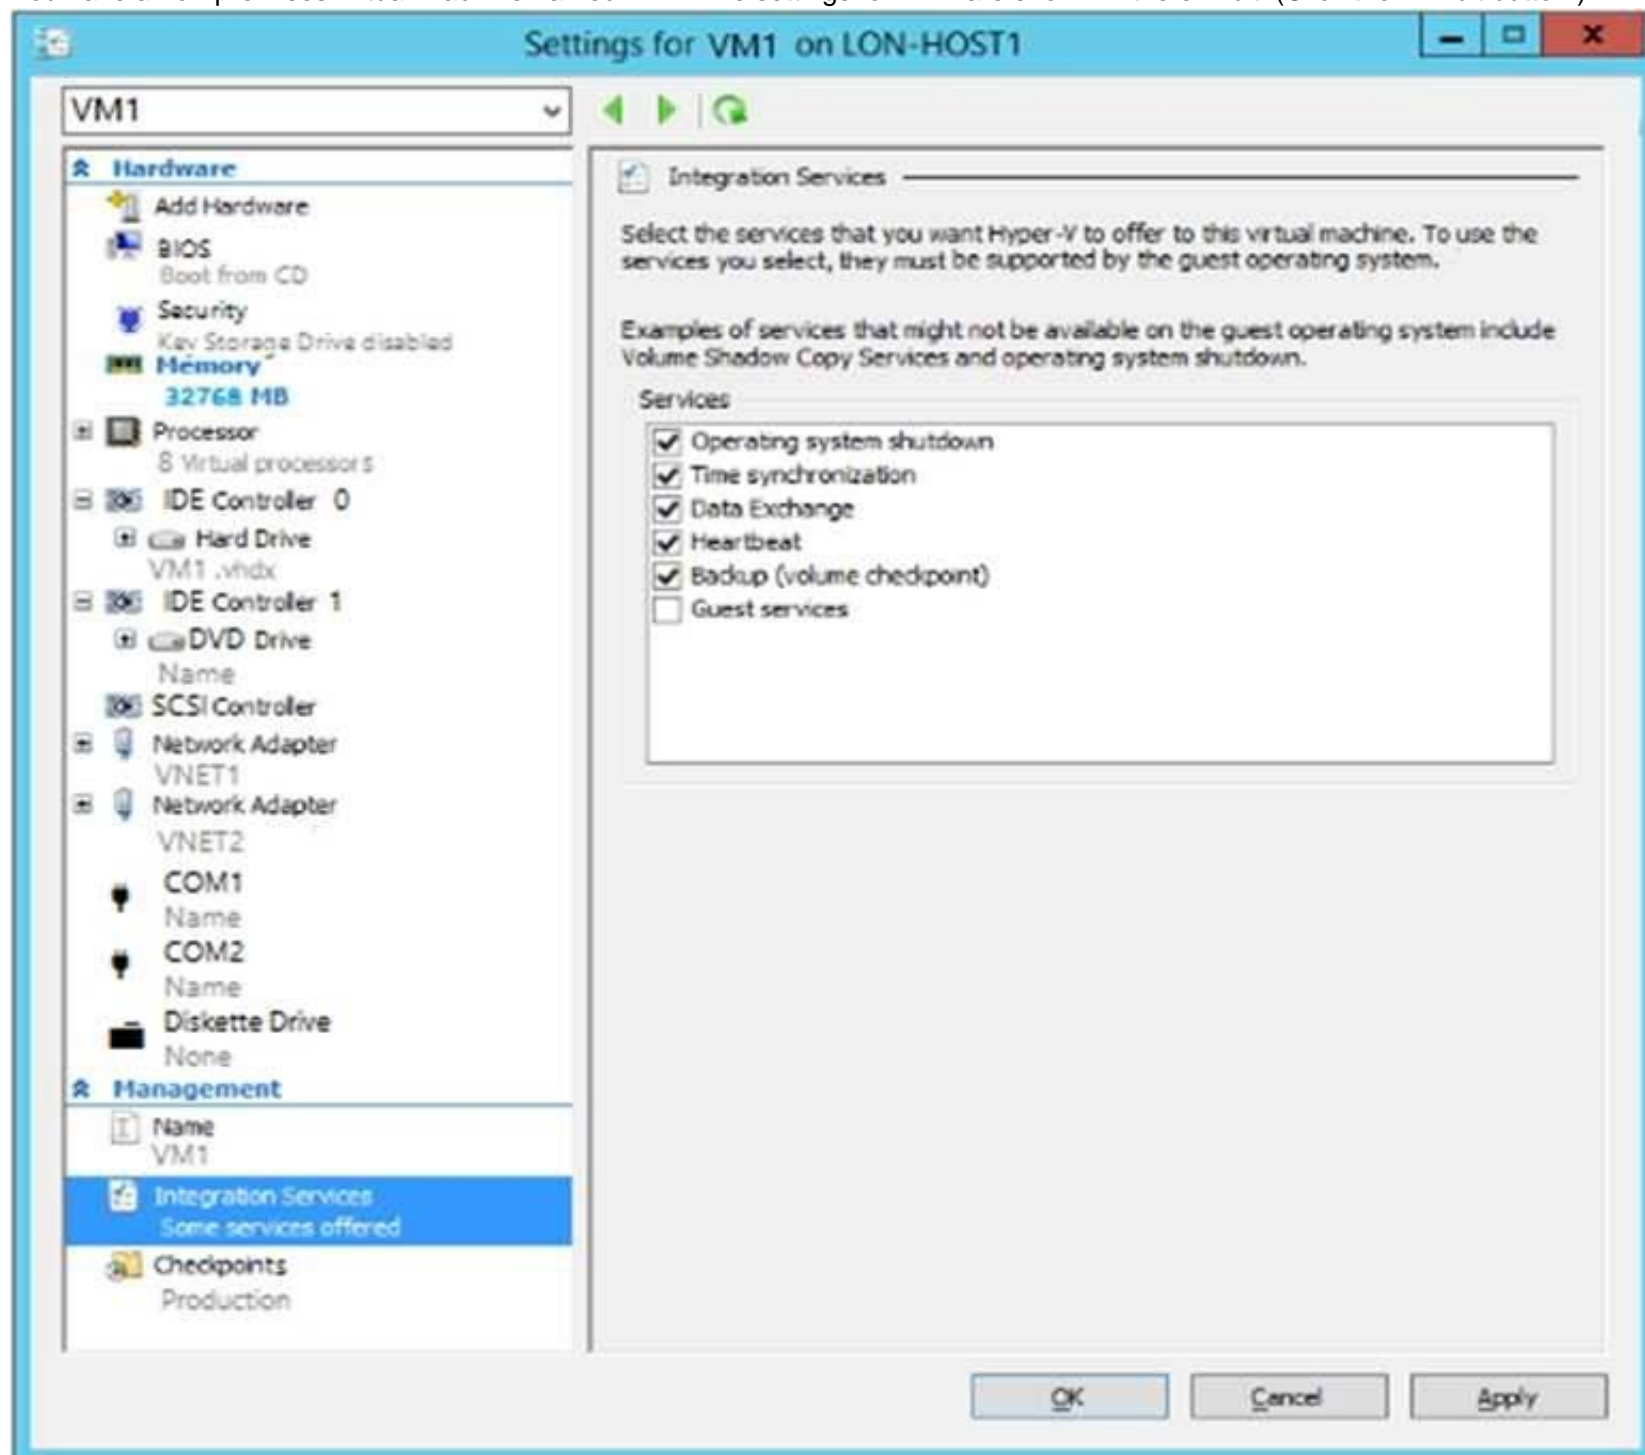 Settings for VM1 on LON-HOST1
VM1
Hardware
Add Hardware
BIOS
Boot from CD
Security
Key Storage Drive disabled
Memory
32768 MB
Processor
8 Virtual processors
IDE Controller 0
Hard Drive
VM1 .vhdx
IDE Controller 1
DVD Drive
Name
SCSI Controller
Network Adapter
VNET1
Network Adapter
VNET2
COM1
Name
COM2
Name
Diskette Drive
None
Management
Name
VM1
Integration Services
Some services offered
Checkpoints
Production
Integration Services
Select the services that you want Hyper-V to offer to this virtual machine. To use the
services you select, they must be supported by the guest operating system.
Examples of services that might not be available on the guest operating system include
Volume Shadow Copy Services and operating system shutdown.
Services
Operating system shutdown
Time synchronization
Data Exchange
Heartbeat
Backup (volume checkpoint)
Guest services
OK
Cancel
Apply